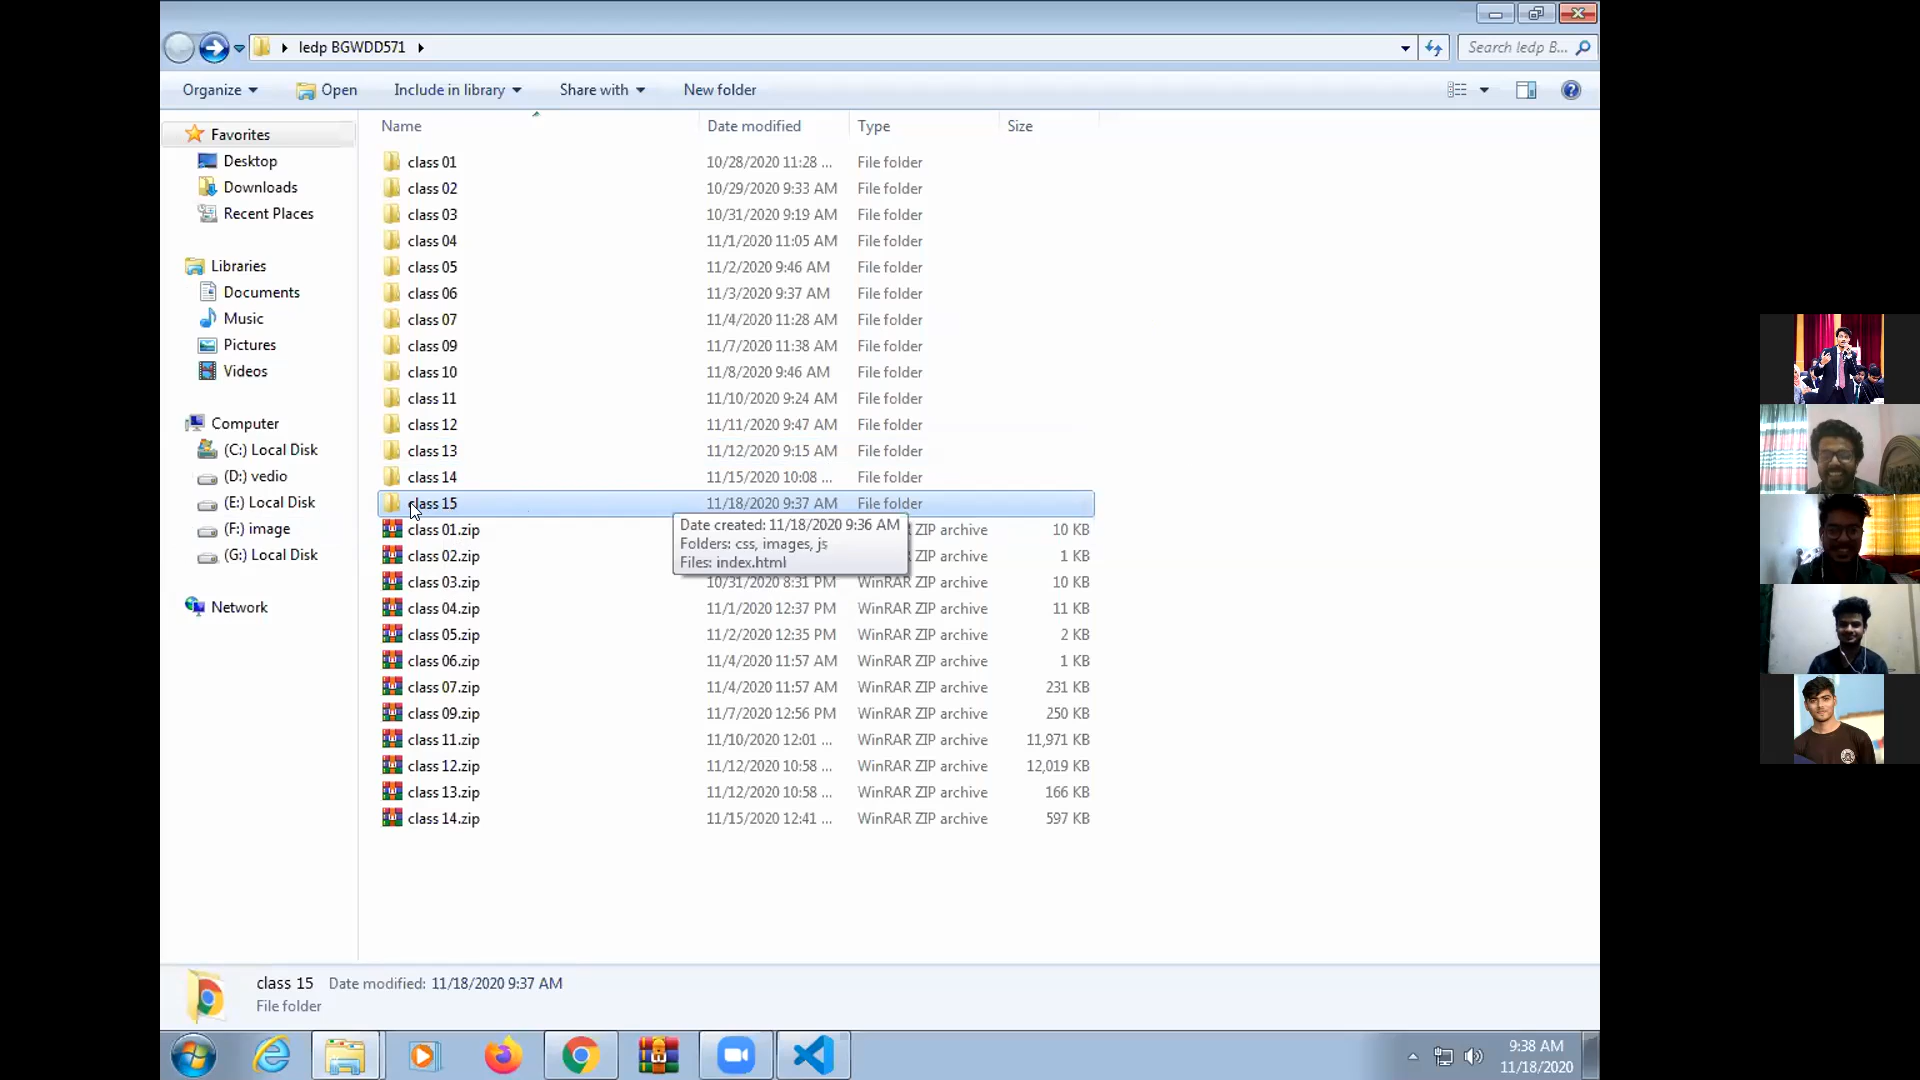 ledp BGWDD571
Search ledp B...
Organize Open Include in library Share with New folder
Name Date modified Type Size
Favorites
Desktop
Downloads
Recent Places
Libraries
Documents
Music
Pictures
Videos
Computer
(C:) Local Disk
(D:) vedio
(E:) Local Disk
(F:) image
(G:) Local Disk
Network
class 01 10/28/2020 11:28 ... File folder
class 02 10/29/2020 9:33 AM File folder
class 03 10/31/2020 9:19 AM File folder
class 04 11/1/2020 11:05 AM File folder
class 05 11/2/2020 9:46 AM File folder
class 06 11/3/2020 9:37 AM File folder
class 07 11/4/2020 11:28 AM File folder
class 09 11/7/2020 11:38 AM File folder
class 10 11/8/2020 9:46 AM File folder
class 11 11/10/2020 9:24 AM File folder
class 12 11/11/2020 9:47 AM File folder
class 13 11/12/2020 9:15 AM File folder
class 14 11/15/2020 10:08 ... File folder
class 15 11/18/2020 9:37 AM File folder
Date created: 11/18/2020 9:36 AM
Folders: css, images, js
Files: index.html
class 01.zip ZIP archive 10 KB
class 02.zip ZIP archive 1 KB
class 03.zip 10/31/2020 8:31 PM WinRAR ZIP archive 10 KB
class 04.zip 11/1/2020 12:37 PM WinRAR ZIP archive 11 KB
class 05.zip 11/2/2020 12:35 PM WinRAR ZIP archive 2 KB
class 06.zip 11/4/2020 11:57 AM WinRAR ZIP archive 1 KB
class 07.zip 11/4/2020 11:57 AM WinRAR ZIP archive 231 KB
class 09.zip 11/7/2020 12:56 PM WinRAR ZIP archive 250 KB
class 11.zip 11/10/2020 12:01 ... WinRAR ZIP archive 11,971 KB
class 12.zip 11/12/2020 10:58 ... WinRAR ZIP archive 12,019 KB
class 13.zip 11/12/2020 10:58 ... WinRAR ZIP archive 166 KB
class 14.zip 11/15/2020 12:41 ... WinRAR ZIP archive 597 KB
class 15 Date modified: 11/18/2020 9:37 AM
File folder
9:38 AM
11/18/2020